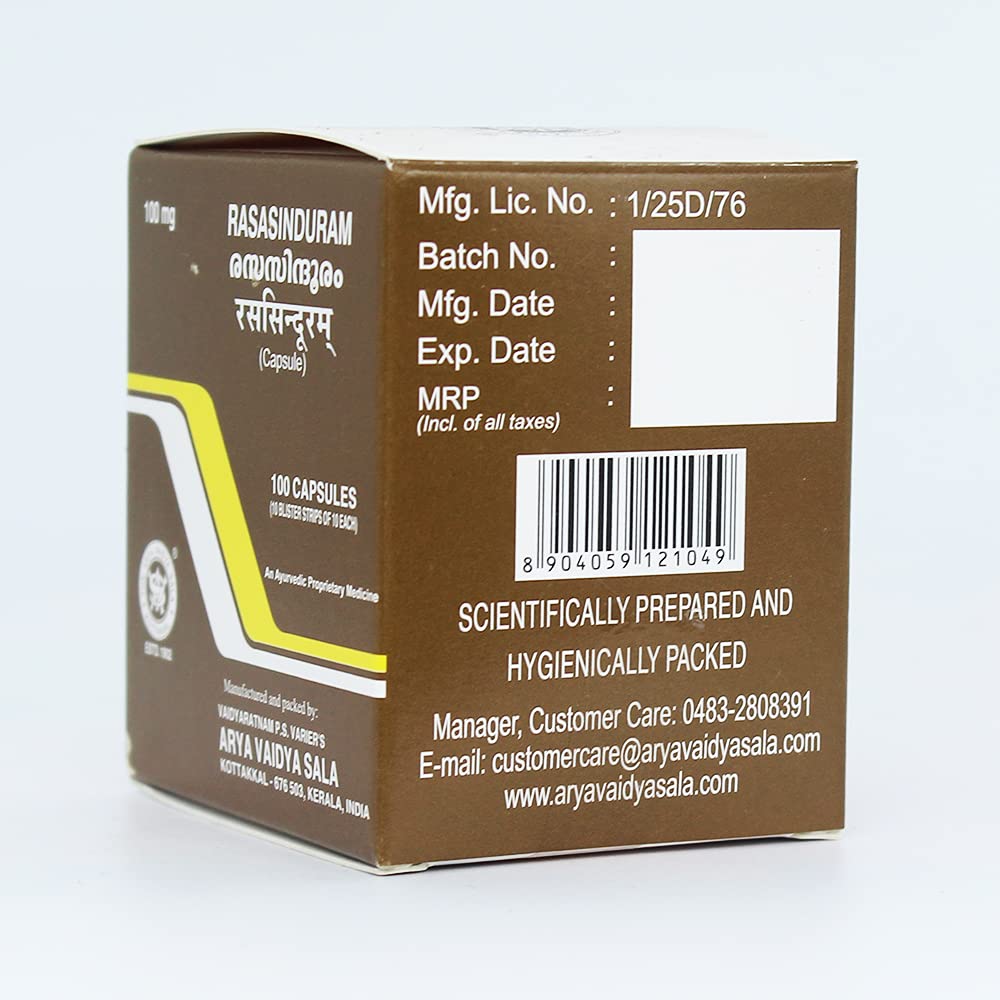 100 mg
RASASINDURAM
രസസിന്ദൂരം
रससिन्दूरम्
(Capsule)
100 CAPSULES
(10 BLISTER STRIPS OF 10 EACH)
An Ayurvedic Proprietary Medicine
®
ESTD. 1902
Manufactured and packed by:
VAIDYARATNAM P.S. VARIER'S
ARYA VAIDYA SALA
KOTTAKKAL - 676 503, KERALA, INDIA
Mfg. Lic. No. : 1/25D/76
Batch No. :
Mfg. Date :
Exp. Date :
MRP :
(Incl. of all taxes)
8 904059 121049
SCIENTIFICALLY PREPARED AND
HYGIENICALLY PACKED
Manager, Customer Care: 0483-2808391
E-mail: customercare@aryavaidyasala.com
www.aryavaidyasala.com